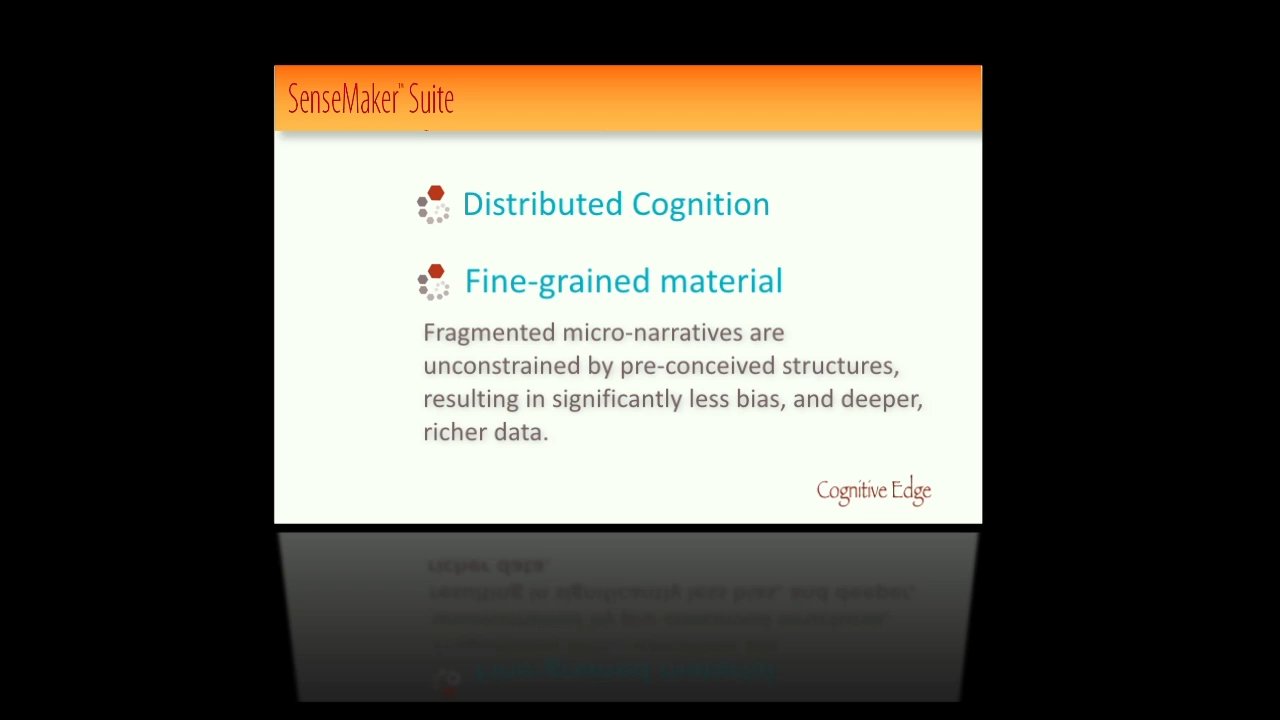 SenseMaker™ Suite
Distributed Cognition
Fine-grained material
Fragmented micro-narratives are
unconstrained by pre-conceived structures,
resulting in significantly less bias, and deeper,
richer data.
Cognitive Edge